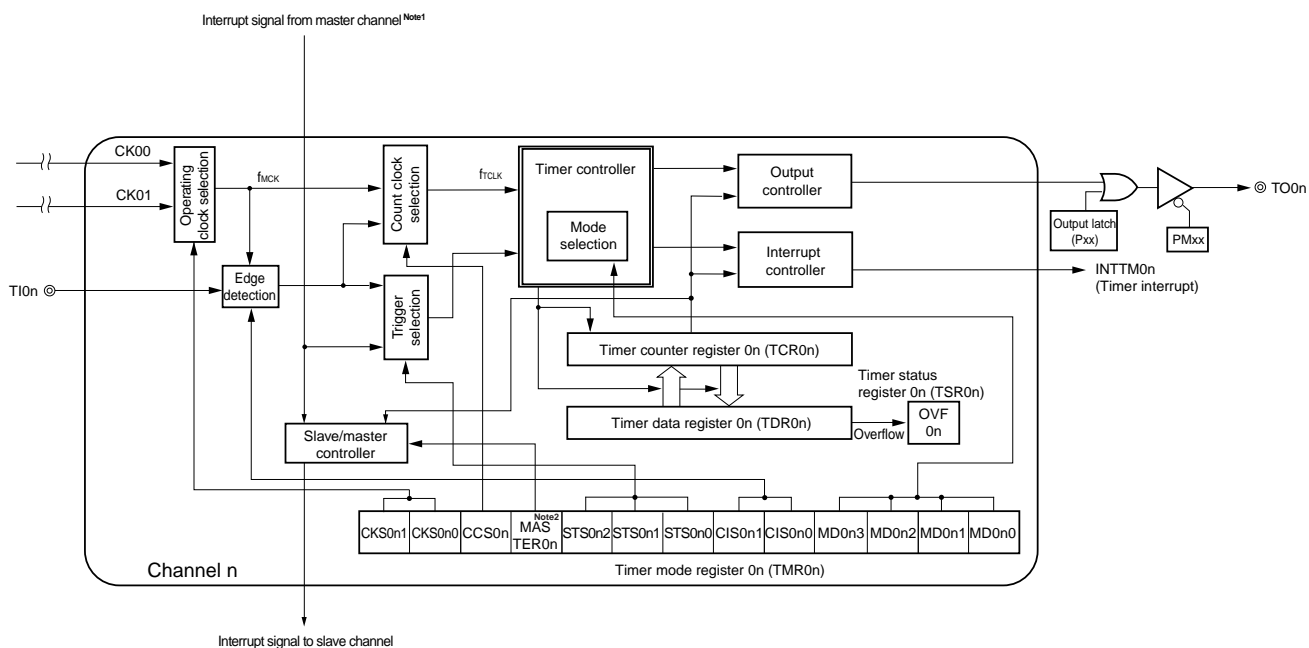 Interrupt signal from master channel Note1
CK00
CK01
Operating
clock selection
fMCK
Count clock
selection
fTCLK
Timer controller
Mode
selection
Output
controller
Interrupt
controller
Output latch
(Pxx)
PMxx
TO0n
INTTM0n
(Timer interrupt)
TI0n
Edge
detection
Trigger
selection
Timer counter register 0n (TCR0n)
Timer status
register 0n (TSR0n)
Timer data register 0n (TDR0n)
Overflow
OVF
0n
Slave/master
controller
CKS0n1 CKS0n0 CCS0n MAS TER0n Note2 STS0n2 STS0n1 STS0n0 CIS0n1 CIS0n0 MD0n3 MD0n2 MD0n1 MD0n0
Channel n
Timer mode register 0n (TMR0n)
Interrupt signal to slave channel